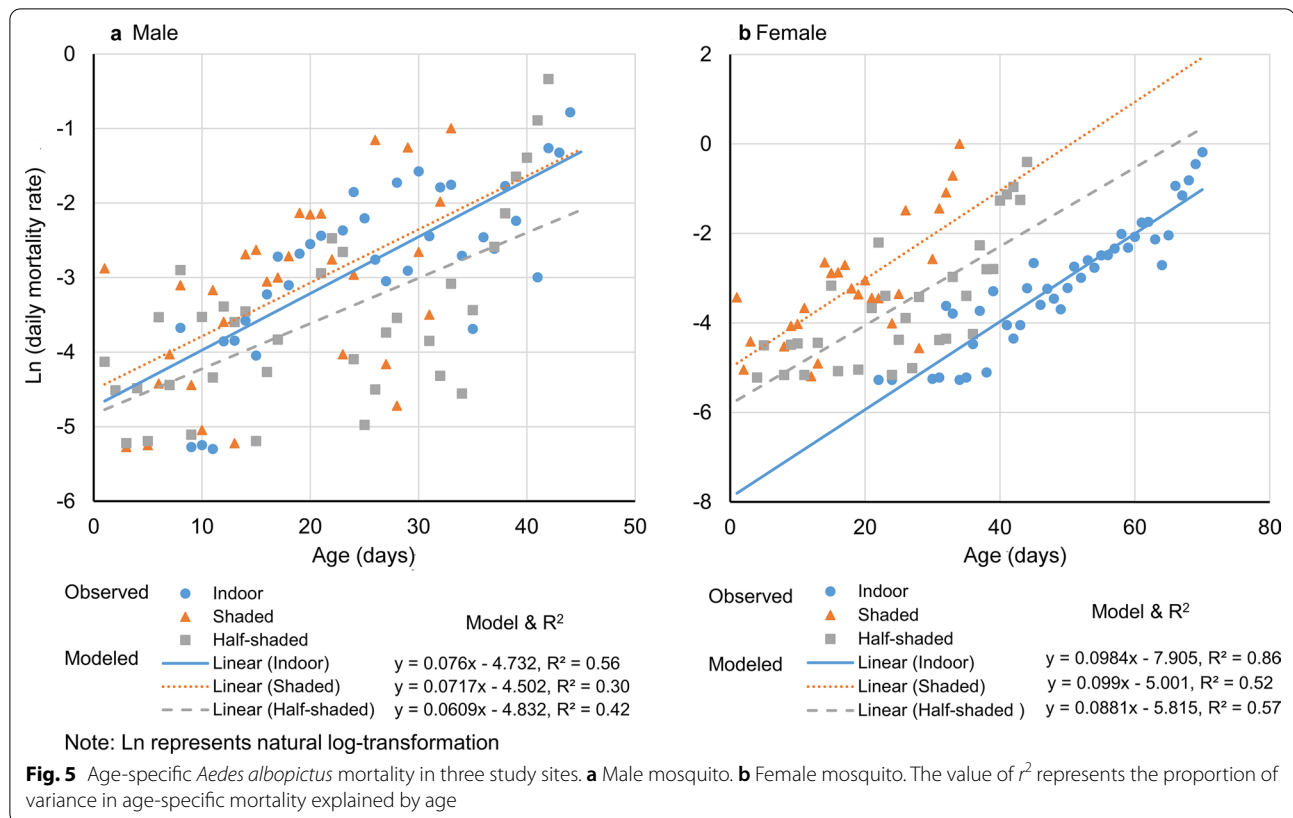 a Male
0
-1
-2
-3
-4
-5
-6
Ln (daily mortality rate)
0 10 20 30 40 50
Age (days)
Observed
Indoor
Shaded
Half-shaded
Model & R²
Modeled
Linear (Indoor) y = 0.076x - 4.732, R² = 0.56
Linear (Shaded) y = 0.0717x - 4.502, R² = 0.30
Linear (Half-shaded) y = 0.0609x - 4.832, R² = 0.42
b Female
2
0
-2
-4
-6
-8
0 20 40 60 80
Age (days)
Observed
Indoor
Shaded
Half-shaded
Model & R²
Modeled
Linear (Indoor) y = 0.0984x - 7.905, R² = 0.86
Linear (Shaded) y = 0.099x - 5.001, R² = 0.52
Linear (Half-shaded ) y = 0.0881x - 5.815, R² = 0.57
Note: Ln represents natural log-transformation
Fig. 5 Age-specific Aedes albopictus mortality in three study sites. a Male mosquito. b Female mosquito. The value of r² represents the proportion of
variance in age-specific mortality explained by age